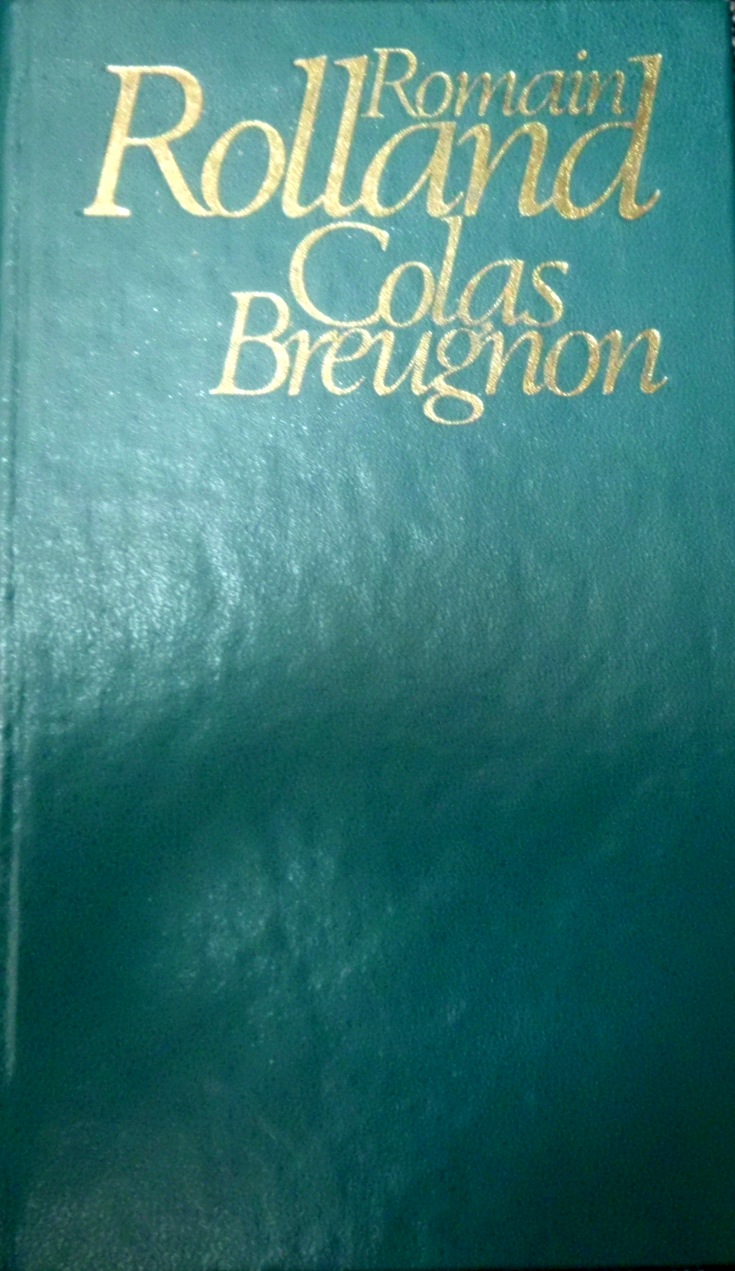 Romain
Rolland
Colas
Breugnon